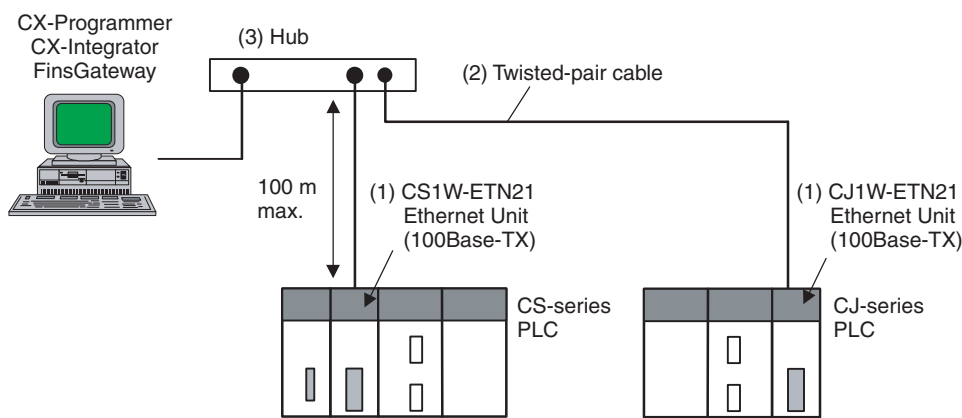 CX-Programmer
CX-Integrator
FinsGateway
(3) Hub
(2) Twisted-pair cable
100 m
max.
(1) CS1W-ETN21
Ethernet Unit
(100Base-TX)
(1) CJ1W-ETN21
Ethernet Unit
(100Base-TX)
CS-series
PLC
CJ-series
PLC